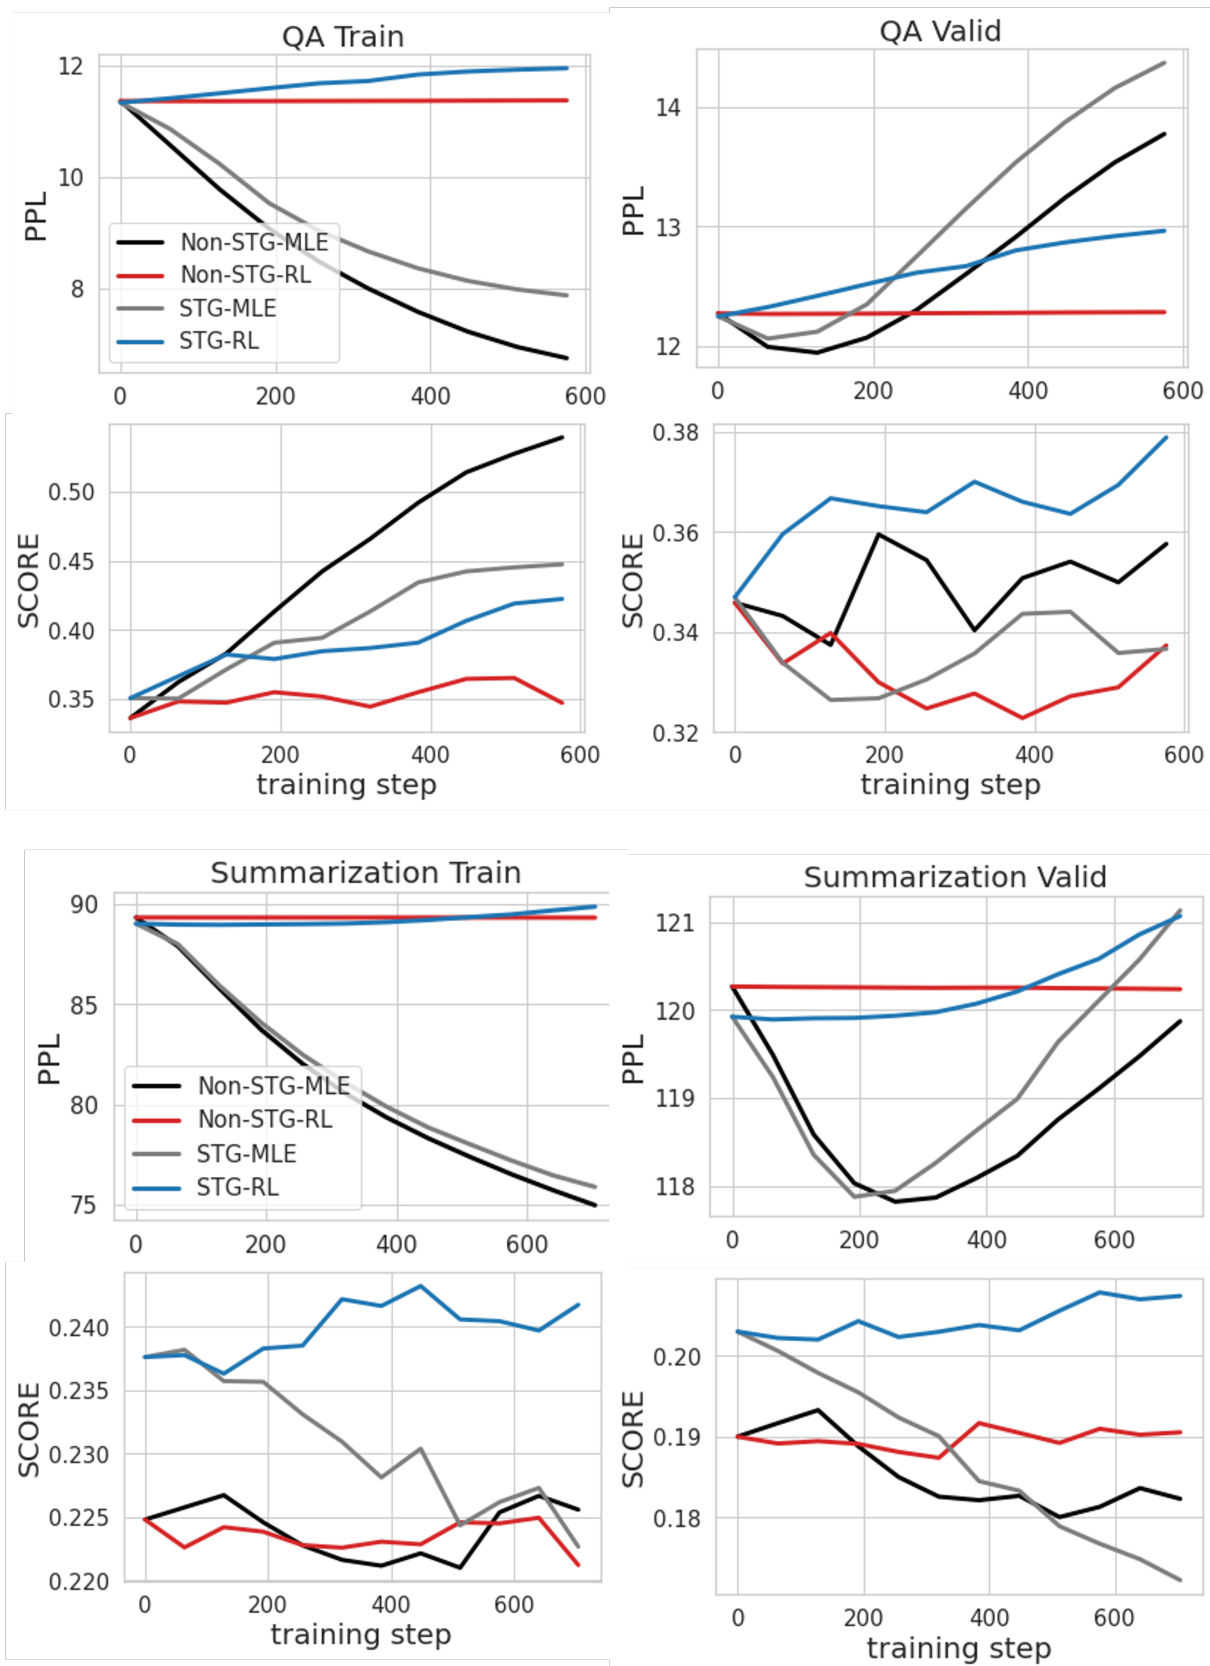 QA Train
12
10
8
PPL
Non-STG-MLE
Non-STG-RL
STG-MLE
STG-RL
0 200 400 600
QA Valid
14
13
12
PPL
0 200 400 600
0.50
0.45
0.40
0.35
SCORE
0 200 400 600
training step
0.38
0.36
0.34
0.32
SCORE
0 200 400 600
training step
Summarization Train
90
85
80
75
PPL
Non-STG-MLE
Non-STG-RL
STG-MLE
STG-RL
0 200 400 600
Summarization Valid
121
120
119
118
PPL
0 200 400 600
0.240
0.235
0.230
0.225
0.220
SCORE
0 200 400 600
training step
0.20
0.19
0.18
SCORE
0 200 400 600
training step